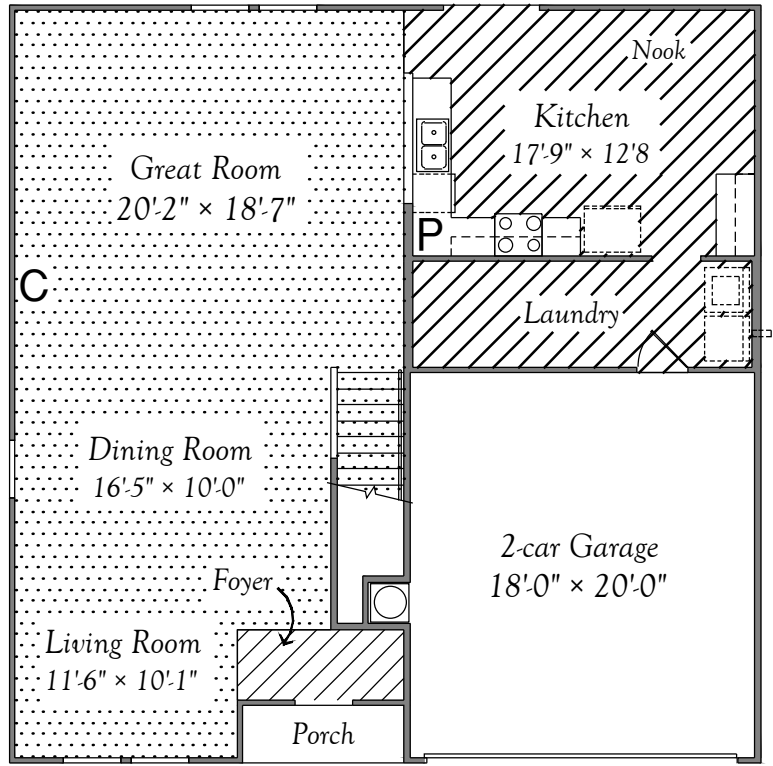 Nook
Kitchen
17'-9" × 12'8
Great Room
20'-2" × 18'-7"
P
C
Laundry
Dining Room
16'-5" × 10'-0"
2-car Garage
18'-0" × 20'-0"
Foyer
Living Room
11'-6" × 10'-1"
Porch